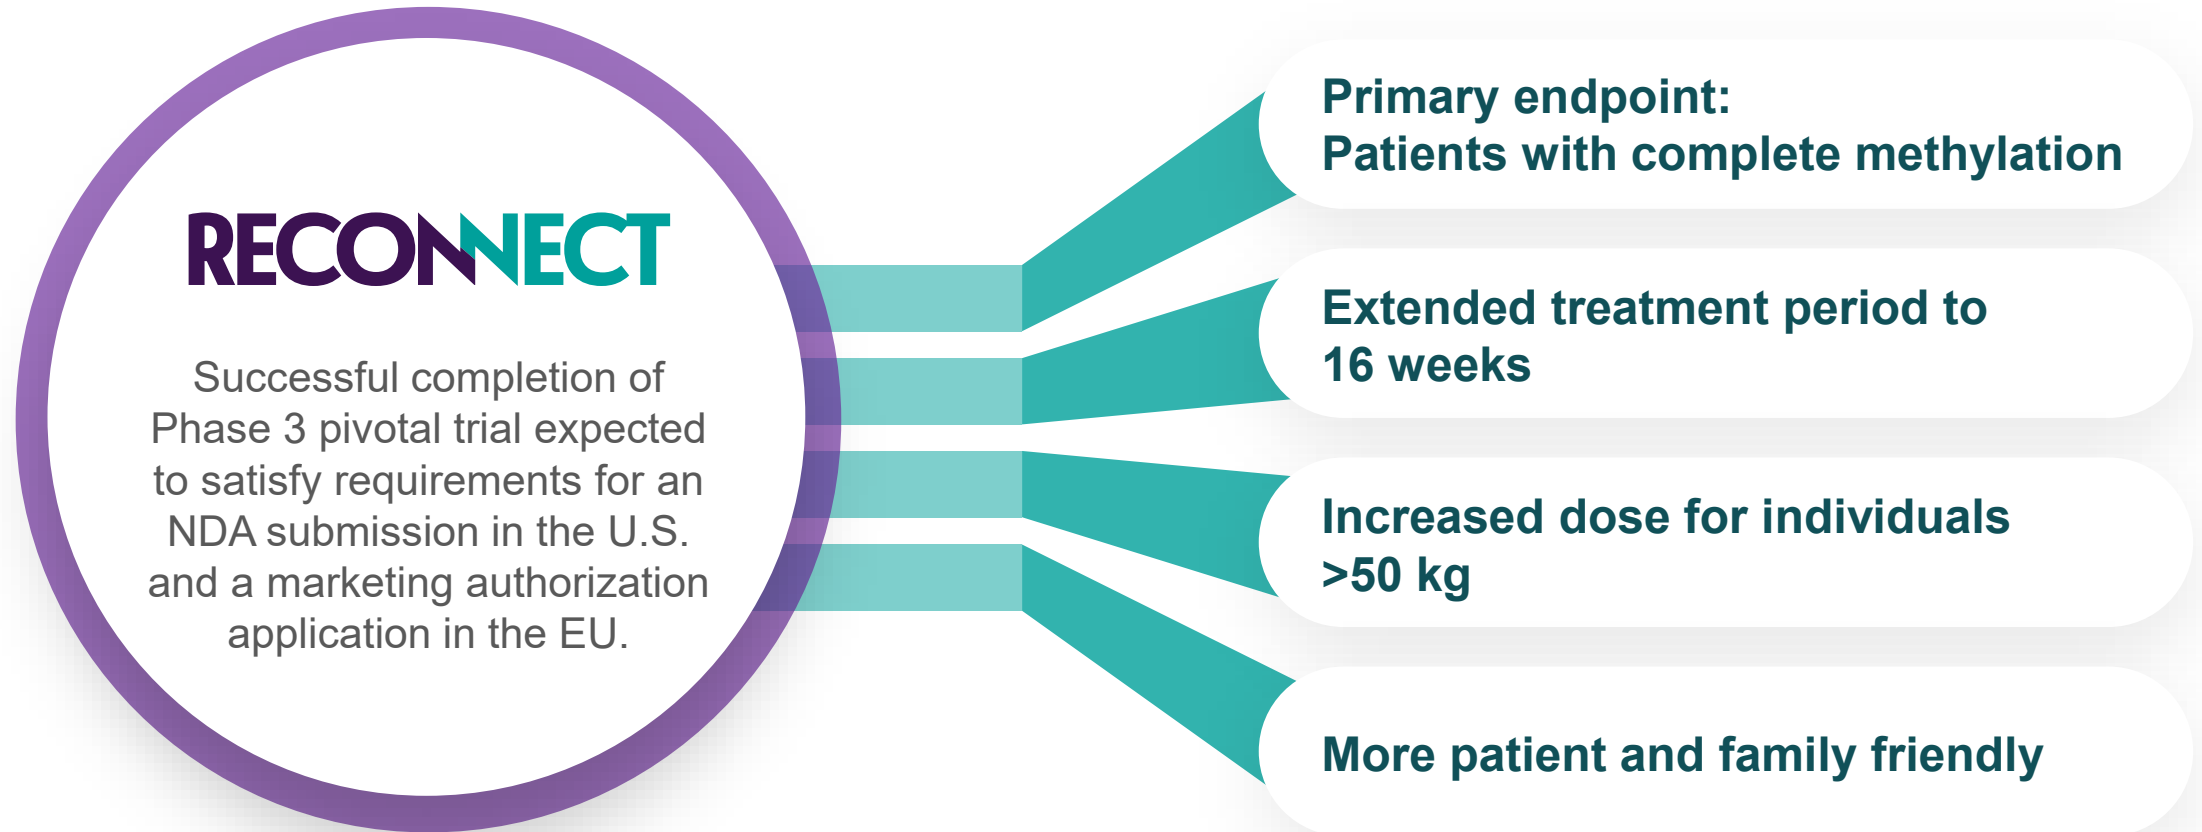 RECONNECT
Successful completion of
Phase 3 pivotal trial expected
to satisfy requirements for an
NDA submission in the U.S.
and a marketing authorization
application in the EU.
Primary endpoint:
Patients with complete methylation
Extended treatment period to
16 weeks
Increased dose for individuals
>50 kg
More patient and family friendly